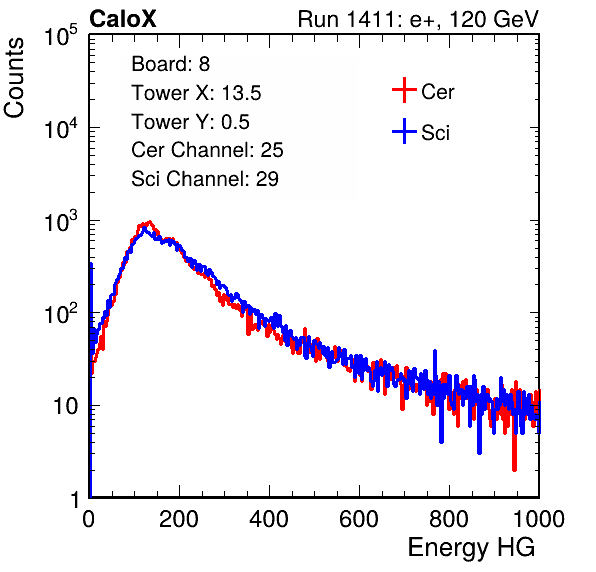 CaloX Run 1411: e+, 120 GeV
Counts
Board: 8
Tower X: 13.5
Tower Y: 0.5
Cer Channel: 25
Sci Channel: 29
Cer
Sci
10^5
10^4
10^3
10^2
10
1
0 200 400 600 800 1000
Energy HG